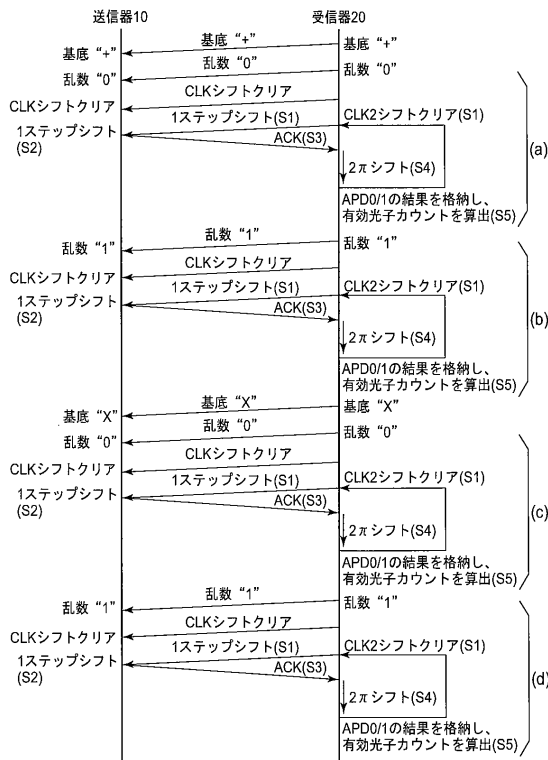 送信器10 受信器20
基底 “+” 基底 “+” 基底 “+”
乱数 “0” 乱数 “0” 乱数 “0”
CLKシフトクリア CLKシフトクリア
1ステップシフト(S1) CLK2シフトクリア(S1)
1ステップシフト
(S2)
ACK(S3)
2πシフト(S4)
(a)
APD0/1の結果を格納し、
有効光子カウントを算出(S5)
乱数 “1” 乱数 “1” 乱数 “1”
CLKシフトクリア CLKシフトクリア
1ステップシフト(S1) CLK2シフトクリア(S1)
1ステップシフト
(S2)
ACK(S3)
2πシフト(S4)
(b)
APD0/1の結果を格納し、
有効光子カウントを算出(S5)
基底 “X” 基底 “X” 基底 “X”
乱数 “0” 乱数 “0” 乱数 “0”
CLKシフトクリア CLKシフトクリア
1ステップシフト(S1) CLK2シフトクリア(S1)
1ステップシフト
(S2)
ACK(S3)
2πシフト(S4)
(c)
APD0/1の結果を格納し、
有効光子カウントを算出(S5)
乱数 “1” 乱数 “1” 乱数 “1”
CLKシフトクリア CLKシフトクリア
1ステップシフト(S1) CLK2シフトクリア(S1)
1ステップシフト
(S2)
ACK(S3)
2πシフト(S4)
(d)
APD0/1の結果を格納し、
有効光子カウントを算出(S5)